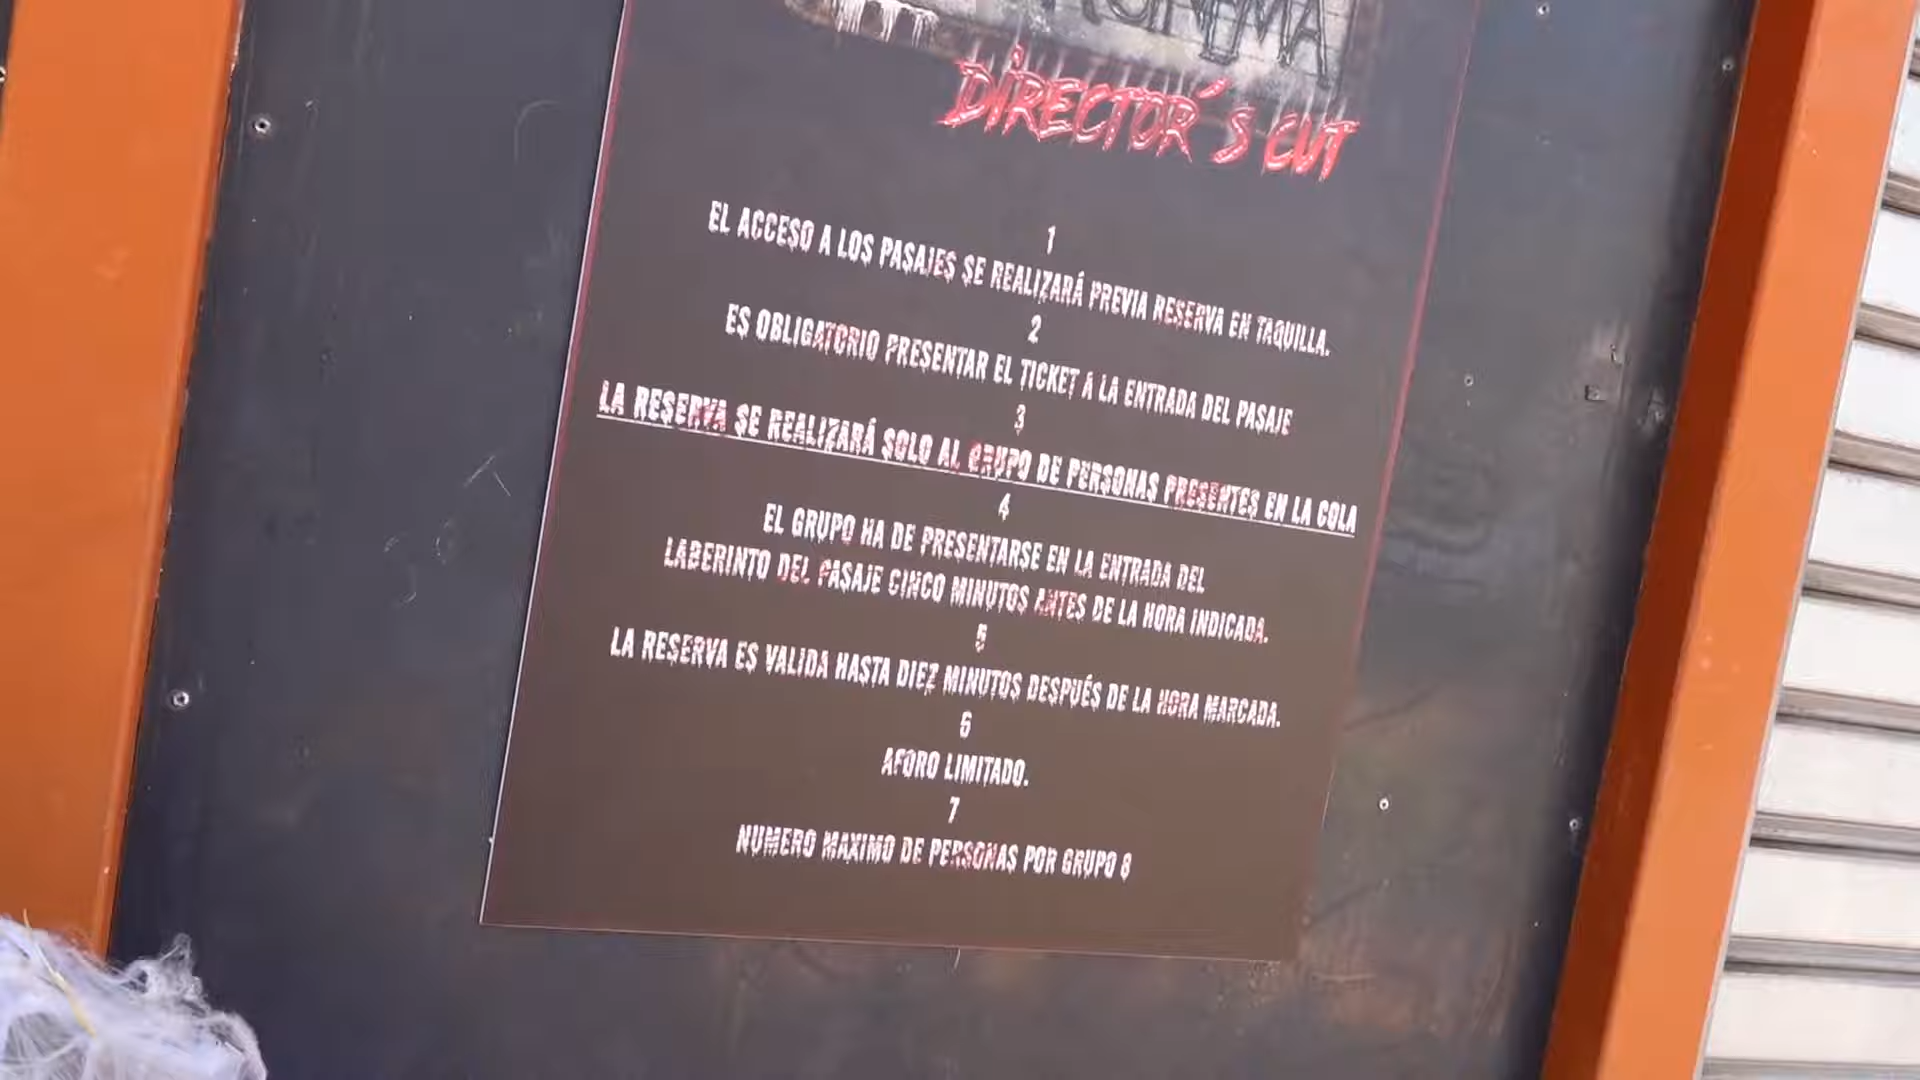 DIRECTOR´S CUT
1
EL ACCESO A LOS PASAJES SE REALIZARÁ PREVIA RESERVA EN TAQUILLA.
2
ES OBLIGATORIO PRESENTAR EL TICKET A LA ENTRADA DEL PASAJE
3
LA RESERVA SE REALIZARÁ SOLO AL GRUPO DE PERSONAS PRESENTES EN LA COLA
4
EL GRUPO HA DE PRESENTARSE EN LA ENTRADA DEL
LABERINTO DEL PASAJE CINCO MINUTOS ANTES DE LA HORA INDICADA.
5
LA RESERVA ES VALIDA HASTA DIEZ MINUTOS DESPUÉS DE LA HORA MARCADA.
6
AFORO LIMITADO.
7
NUMERO MAXIMO DE PERSONAS POR GRUPO 8